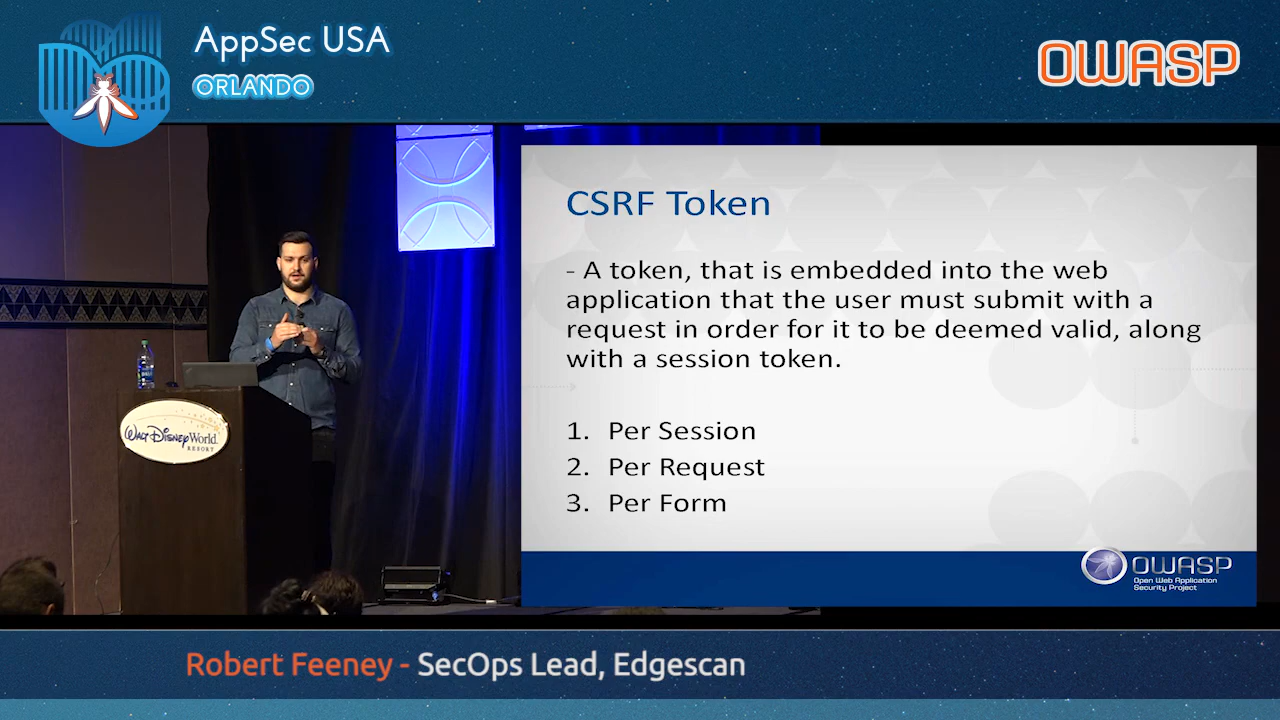 AppSec USA
ORLANDO
OWASP
CSRF Token
- A token, that is embedded into the web
application that the user must submit with a
request in order for it to be deemed valid, along
with a session token.
1. Per Session
2. Per Request
3. Per Form
WALT DISNEY World.
RESORT
OWASP
Open Web Application
Security Project
Robert Feeney - SecOps Lead, Edgescan